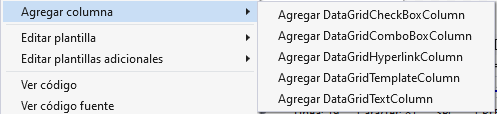 Agregar columna
Editar plantilla
Editar plantillas adicionales
Ver código
Ver código fuente
Agregar DataGridCheckBoxColumn
Agregar DataGridComboBoxColumn
Agregar DataGridHyperlinkColumn
Agregar DataGridTemplateColumn
Agregar DataGridTextColumn